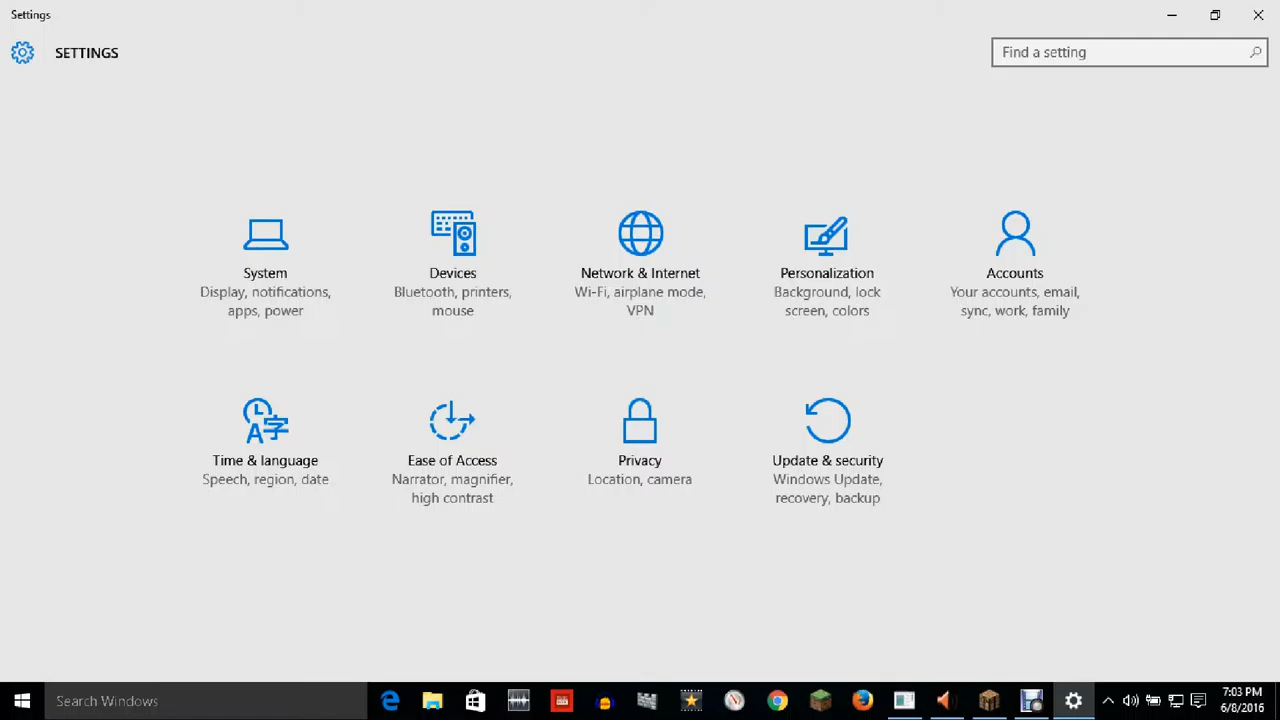 Settings
SETTINGS
Find a setting
System
Display, notifications,
apps, power
Devices
Bluetooth, printers,
mouse
Network & Internet
Wi-Fi, airplane mode,
VPN
Personalization
Background, lock
screen, colors
Accounts
Your accounts, email,
sync, work, family
Time & language
Speech, region, date
Ease of Access
Narrator, magnifier,
high contrast
Privacy
Location, camera
Update & security
Windows Update,
recovery, backup
Search Windows
7:03 PM
6/8/2016